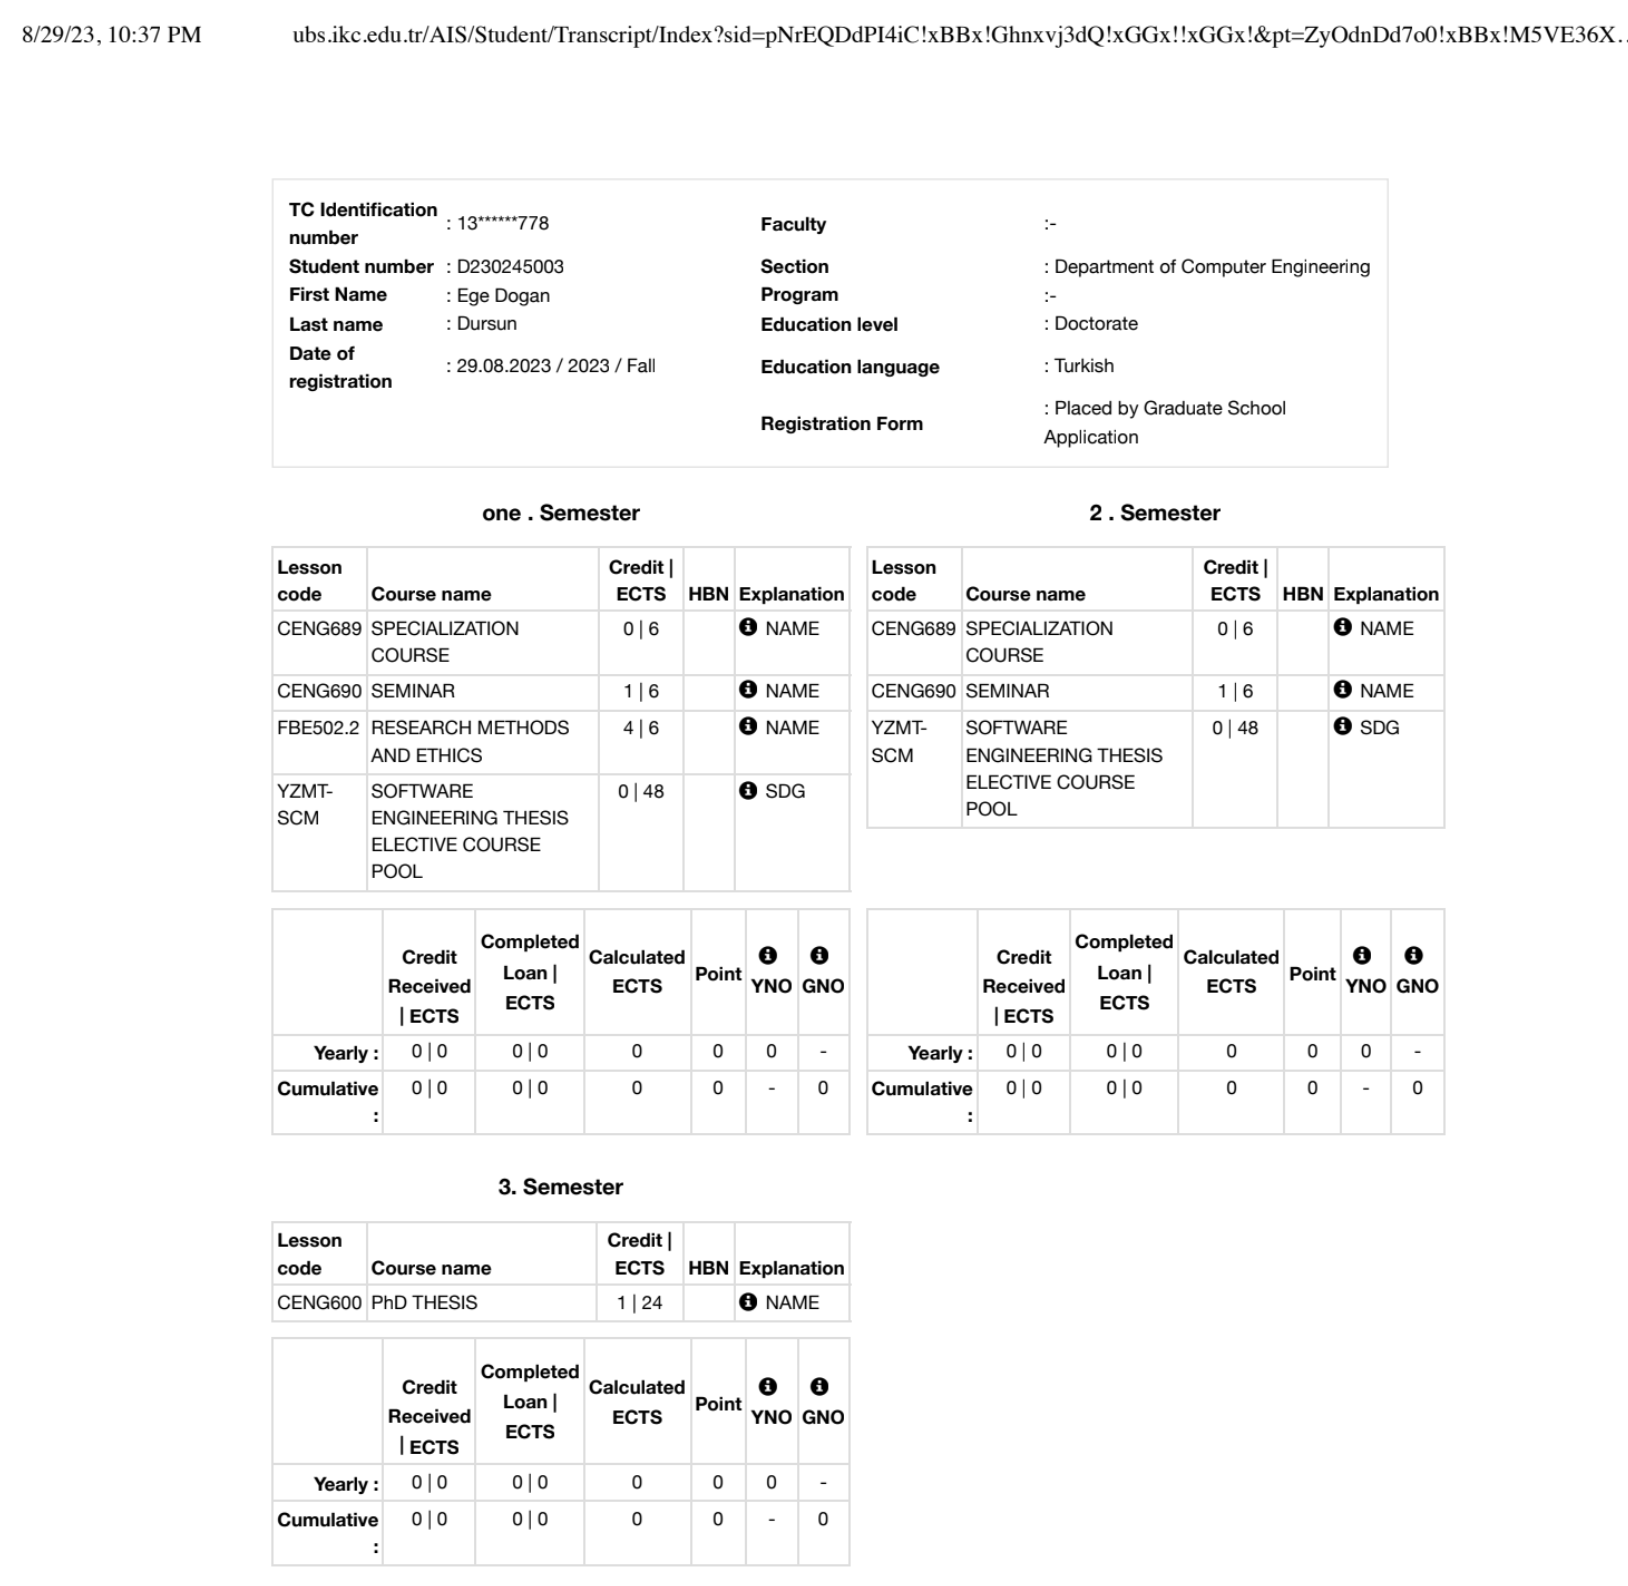 8/29/23, 10:37 PM ubs.ikc.edu.tr/AIS/Student/Transcript/Index?sid=pNrEQDdPI4iC!xBBx!Ghnxvj3dQ!xGGx!!xGGx!&pt=ZyOdnDd7o0!xBBx!M5VE36X…
TC Identification number : 13******778 Faculty :-
Student number : D230245003 Section : Department of Computer Engineering
First Name : Ege Dogan Program :-
Last name : Dursun Education level : Doctorate
Date of registration : 29.08.2023 / 2023 / Fall Education language : Turkish
Registration Form : Placed by Graduate School
Application
one . Semester
Lesson code Course name Credit | ECTS HBN Explanation
CENG689 SPECIALIZATION COURSE 0 | 6 NAME
CENG690 SEMINAR 1 | 6 NAME
FBE502.2 RESEARCH METHODS AND ETHICS 4 | 6 NAME
YZMT-SCM SOFTWARE ENGINEERING THESIS ELECTIVE COURSE POOL 0 | 48 SDG
Credit Received | ECTS Completed Loan | ECTS Calculated ECTS Point YNO GNO
Yearly : 0 | 0 0 | 0 0 0 0 -
Cumulative : 0 | 0 0 | 0 0 0 - 0
2 . Semester
Lesson code Course name Credit | ECTS HBN Explanation
CENG689 SPECIALIZATION COURSE 0 | 6 NAME
CENG690 SEMINAR 1 | 6 NAME
YZMT-SCM SOFTWARE ENGINEERING THESIS ELECTIVE COURSE POOL 0 | 48 SDG
Credit Received | ECTS Completed Loan | ECTS Calculated ECTS Point YNO GNO
Yearly : 0 | 0 0 | 0 0 0 0 -
Cumulative : 0 | 0 0 | 0 0 0 - 0
3. Semester
Lesson code Course name Credit | ECTS HBN Explanation
CENG600 PhD THESIS 1 | 24 NAME
Credit Received | ECTS Completed Loan | ECTS Calculated ECTS Point YNO GNO
Yearly : 0 | 0 0 | 0 0 0 0 -
Cumulative : 0 | 0 0 | 0 0 0 - 0